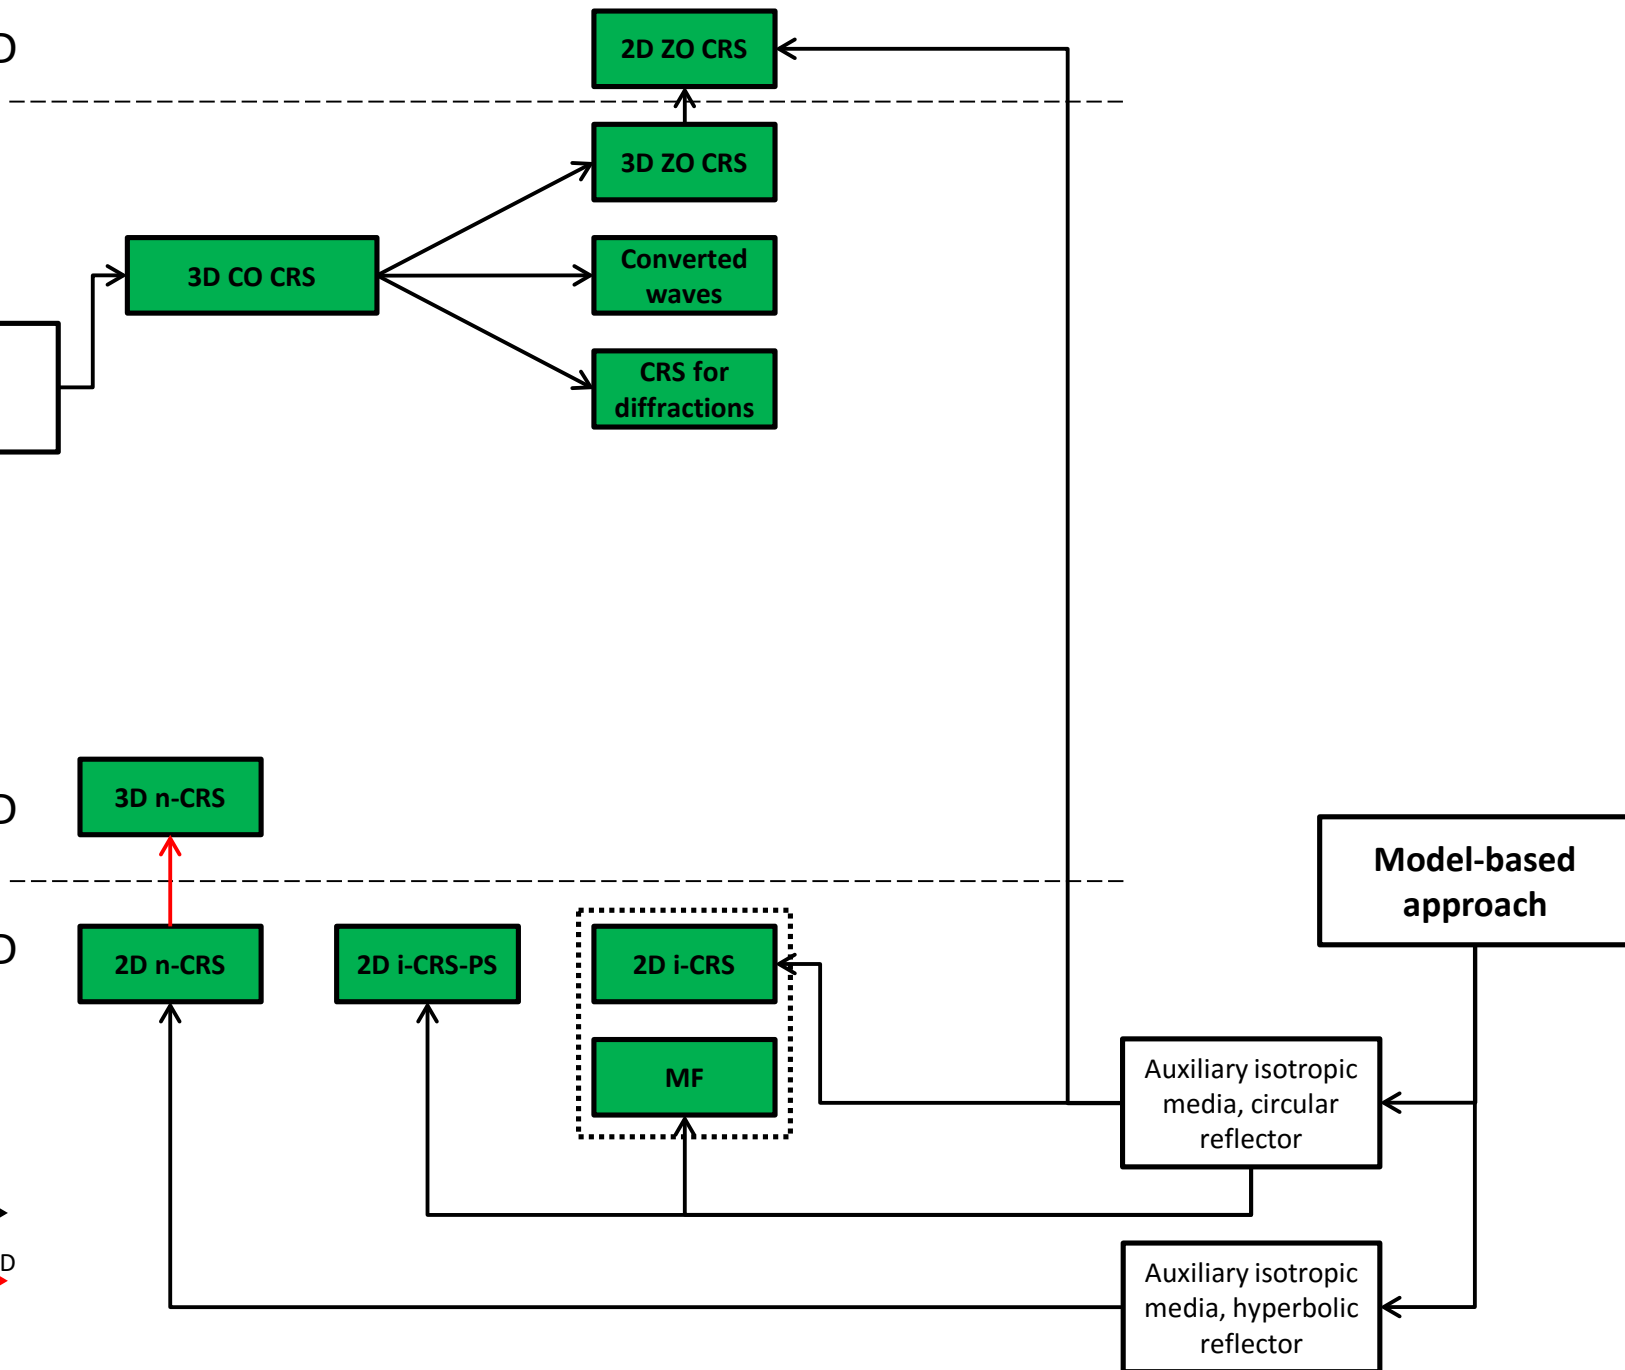 D
2D ZO CRS
3D ZO CRS
3D CO CRS
Converted
waves
CRS for
diffractions
D
3D n-CRS
Model-based
approach
D
2D n-CRS
2D i-CRS-PS
2D i-CRS
MF
Auxiliary isotropic
media, circular
reflector
D
Auxiliary isotropic
media, hyperbolic
reflector